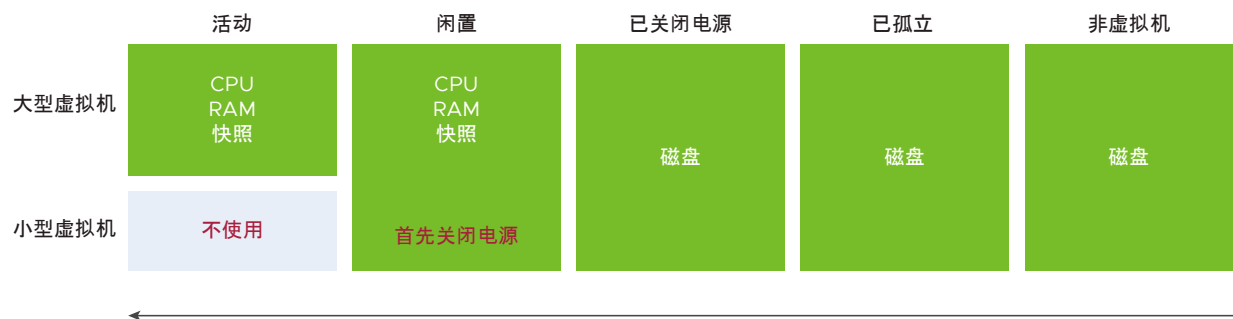 活动 闲置 已关闭电源 已孤立 非虚拟机
大型虚拟机
CPU
RAM
快照
CPU
RAM
快照
磁盘
磁盘
磁盘
小型虚拟机
不使用
首先关闭电源